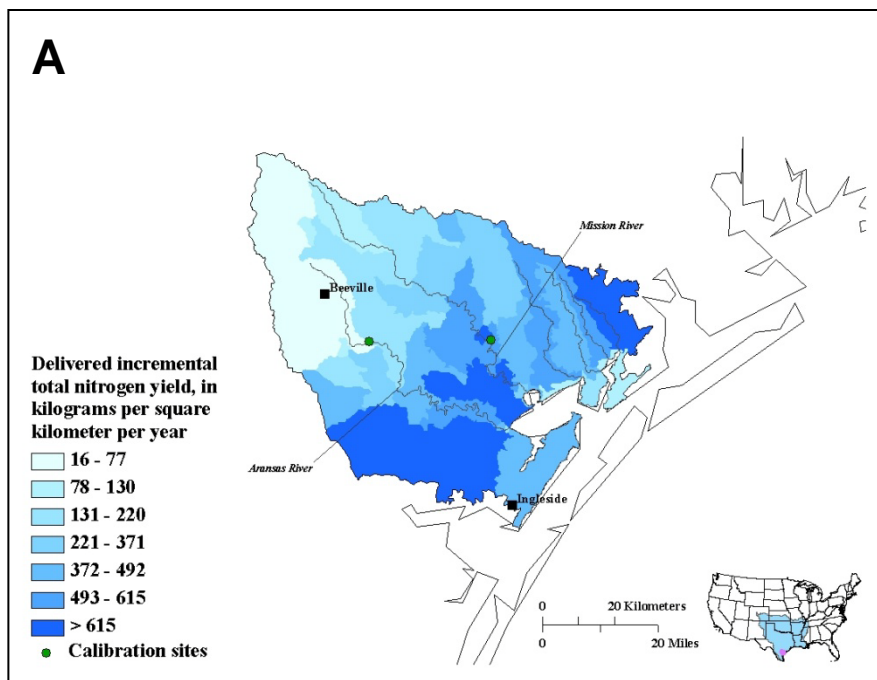 A
Mission River
Beeville
Delivered incremental
total nitrogen yield, in
kilograms per square
kilometer per year
Aransas River
16 - 77
78 - 130
131 - 220
221 - 371
372 - 492
493 - 615
> 615
Calibration sites
Ingleside
0 20 Kilometers
0 20 Miles